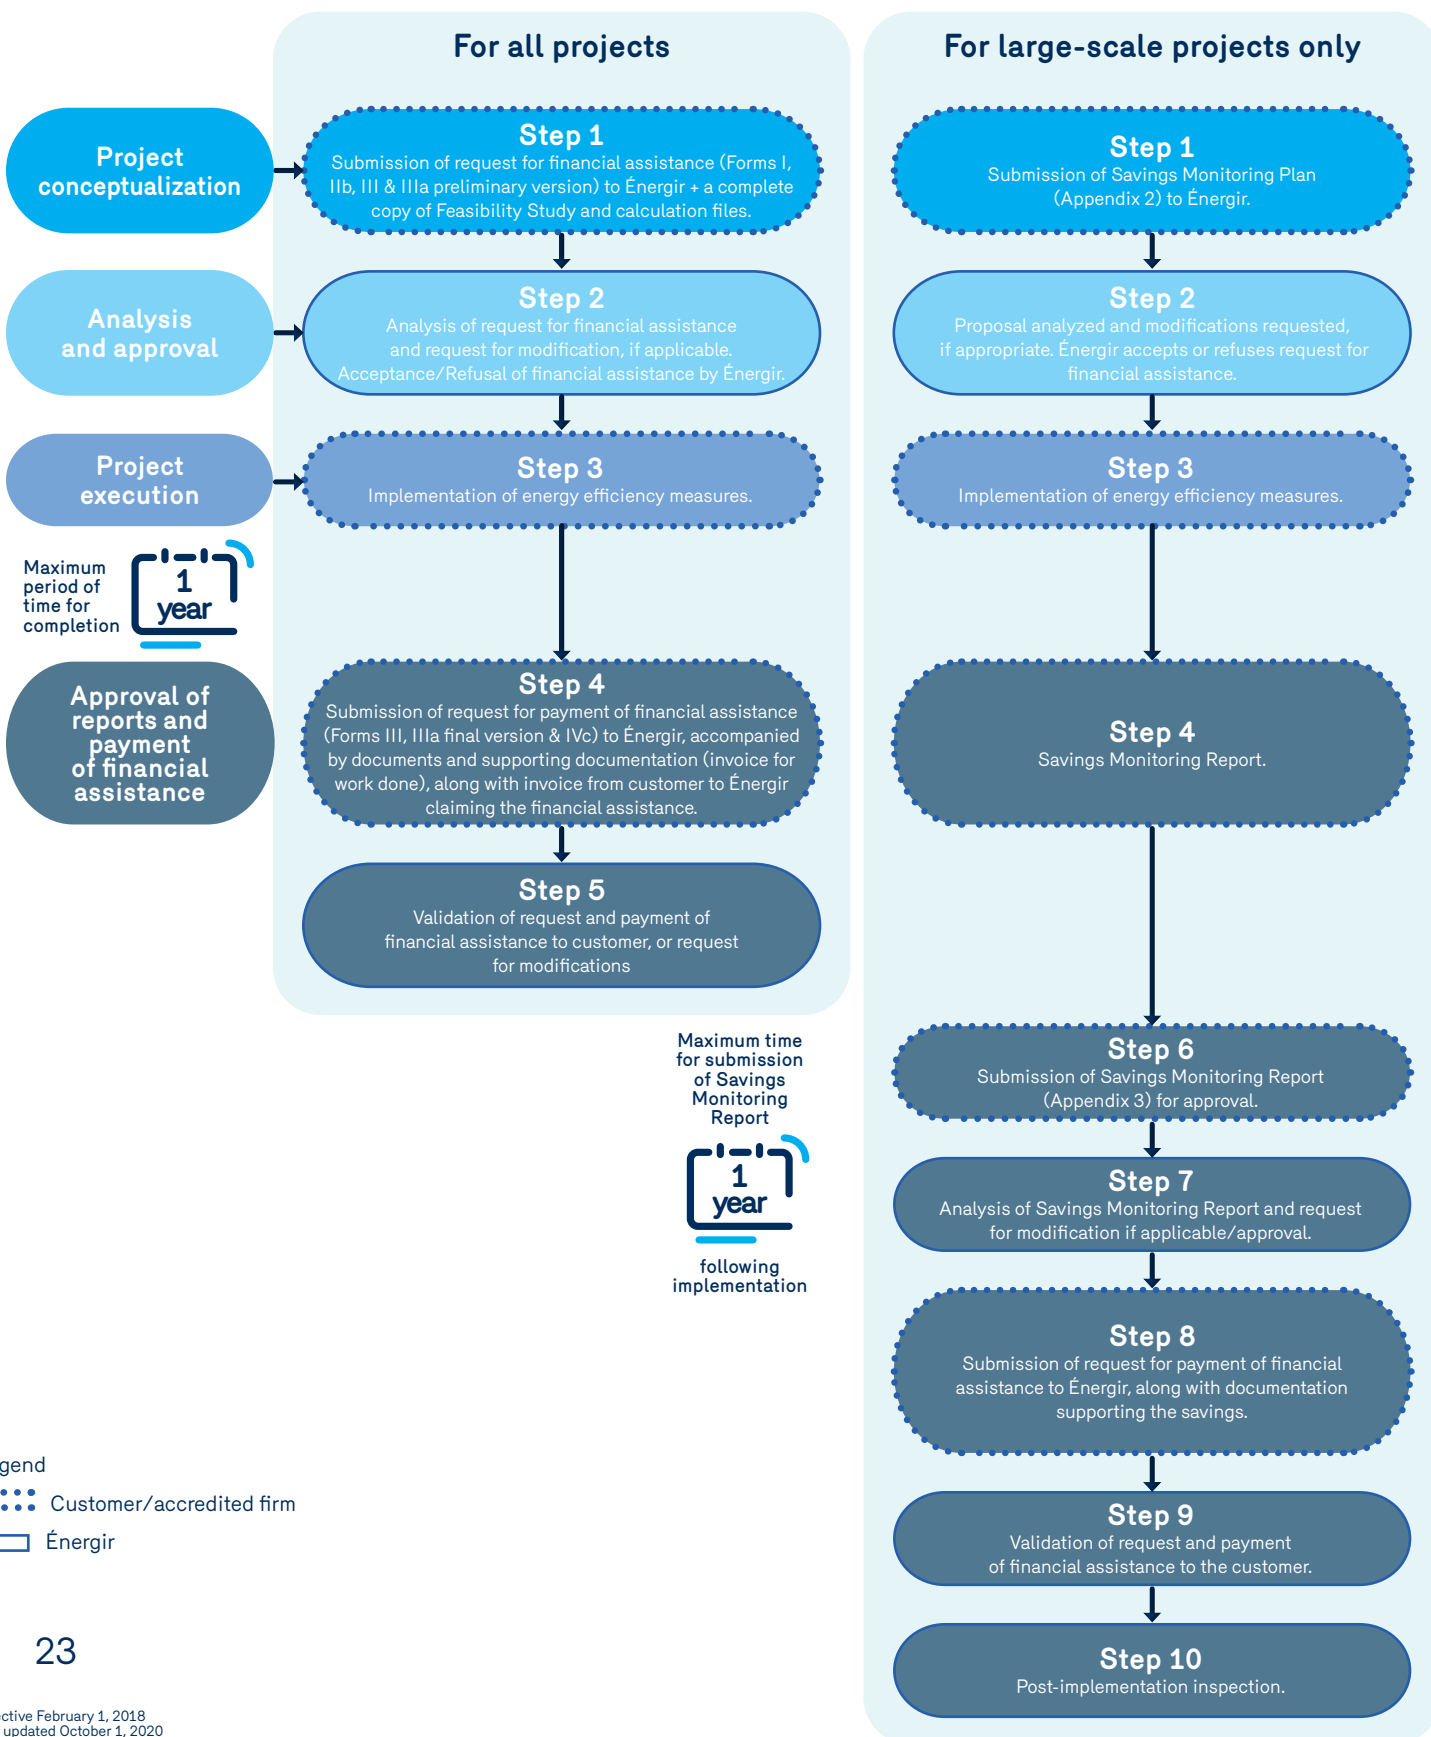 For all projects
For large-scale projects only
Project
conceptualization
Step 1
Submission of request for financial assistance (Forms I,
IIb, III & IIIa preliminary version) to Énergir + a complete
copy of Feasibility Study and calculation files.
Step 1
Submission of Savings Monitoring Plan
(Appendix 2) to Énergir.
Analysis
and approval
Step 2
Analysis of request for financial assistance
and request for modification, if applicable.
Acceptance/Refusal of financial assistance by Énergir.
Step 2
Proposal analyzed and modifications requested,
if appropriate. Énergir accepts or refuses request for
financial assistance.
Project
execution
Step 3
Implementation of energy efficiency measures.
Step 3
Implementation of energy efficiency measures.
Maximum
period of
time for
completion
1
year
Approval of
reports and
payment
of financial
assistance
Step 4
Submission of request for payment of financial assistance
(Forms III, IIIa final version & IVc) to Énergir, accompanied
by documents and supporting documentation (invoice for
work done), along with invoice from customer to Énergir
claiming the financial assistance.
Step 4
Savings Monitoring Report.
Step 5
Validation of request and payment of
financial assistance to customer, or request
for modifications
Maximum time
for submission
of Savings
Monitoring
Report
1
year
following
implementation
Step 6
Submission of Savings Monitoring Report
(Appendix 3) for approval.
Step 7
Analysis of Savings Monitoring Report and request
for modification if applicable/approval.
Step 8
Submission of request for payment of financial
assistance to Énergir, along with documentation
supporting the savings.
Step 9
Validation of request and payment
of financial assistance to the customer.
Step 10
Post-implementation inspection.
gend
Customer/accredited firm
Énergir
23
ctive February 1, 2018
updated October 1, 2020